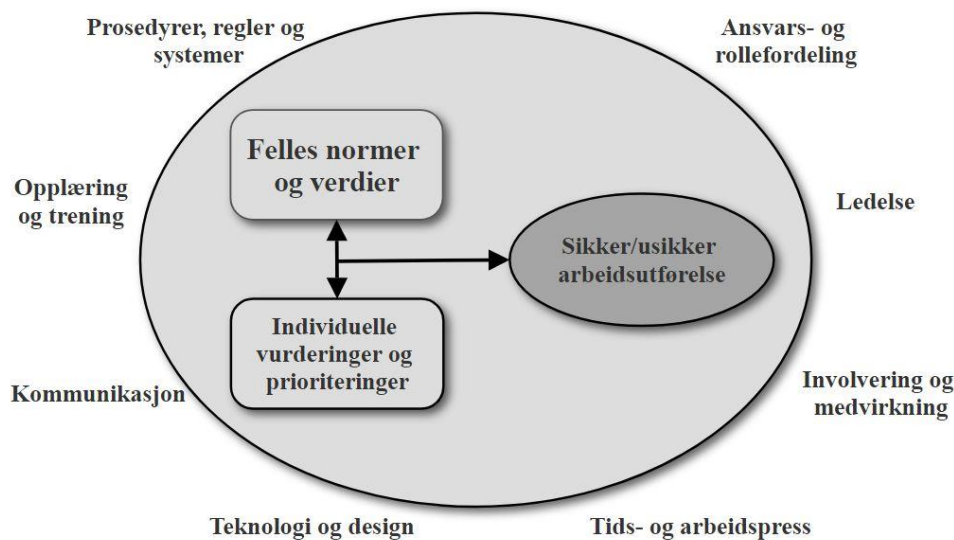 Prosedyrer, regler og
systemer
Ansvars- og
rollefordeling
Felles normer
og verdier
Opplæring
og trening
Ledelse
Sikker/usikker
arbeidsutførelse
Individuelle
vurderinger og
prioriteringer
Kommunikasjon
Involvering og
medvirkning
Teknologi og design
Tids- og arbeidspress